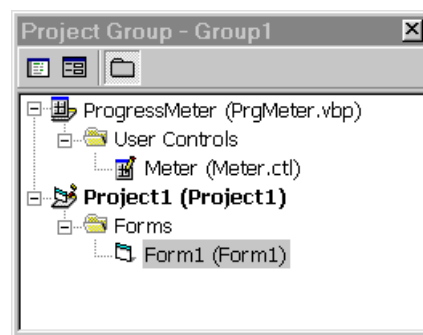 Project Group - Group1
ProgressMeter (PrgMeter.vbp)
User Controls
Meter (Meter.ctl)
Project1 (Project1)
Forms
Form1 (Form1)